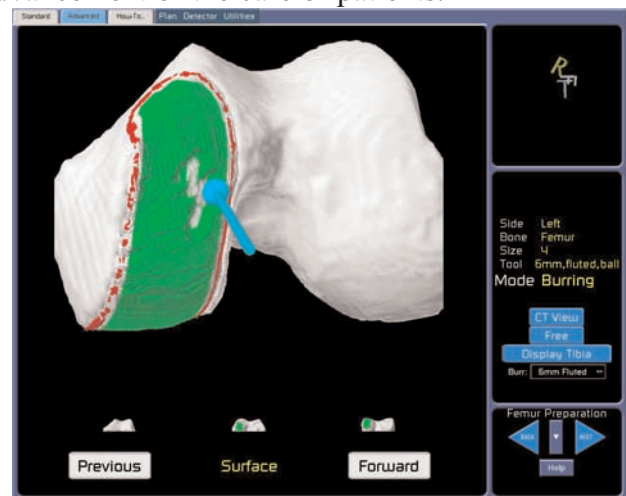 Standard Advanced How-To.. Plan Detector Utilities
R
T
Side Left
Bone Femur
Size 4
Tool 6mm,fluted,ball
Mode Burring
CT View
Free
Display Tibia
Burr: 6mm Fluted
Femur Preparation
BACK NEXT
Help
Previous Surface Forward